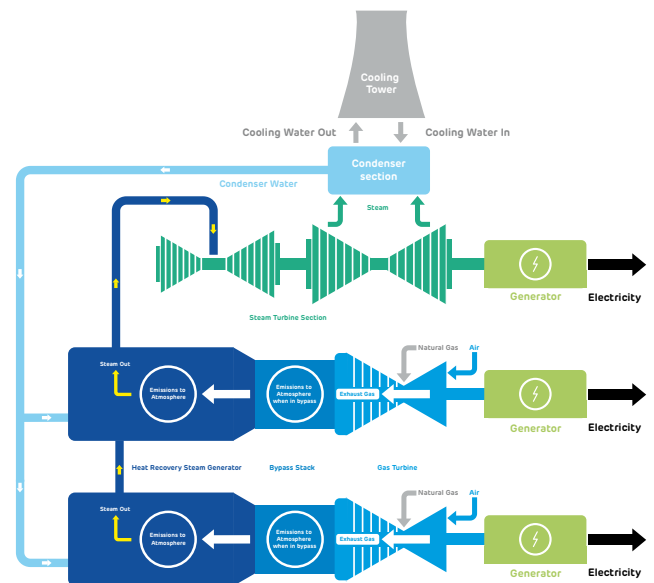 Cooling
Tower
Cooling Water Out
Cooling Water In
Condenser
section
Condenser Water
Steam
Generator
Electricity
Steam Turbine Section
Natural Gas
Air
Steam Out
Emissions to
Atmosphere
Emissions to
Atmosphere
when in bypass
Exhaust Gas
Generator
Electricity
Heat Recovery Steam Generator
Bypass Stack
Gas Turbine
Natural Gas
Air
Steam Out
Emissions to
Atmosphere
Emissions to
Atmosphere
when in bypass
Exhaust Gas
Generator
Electricity